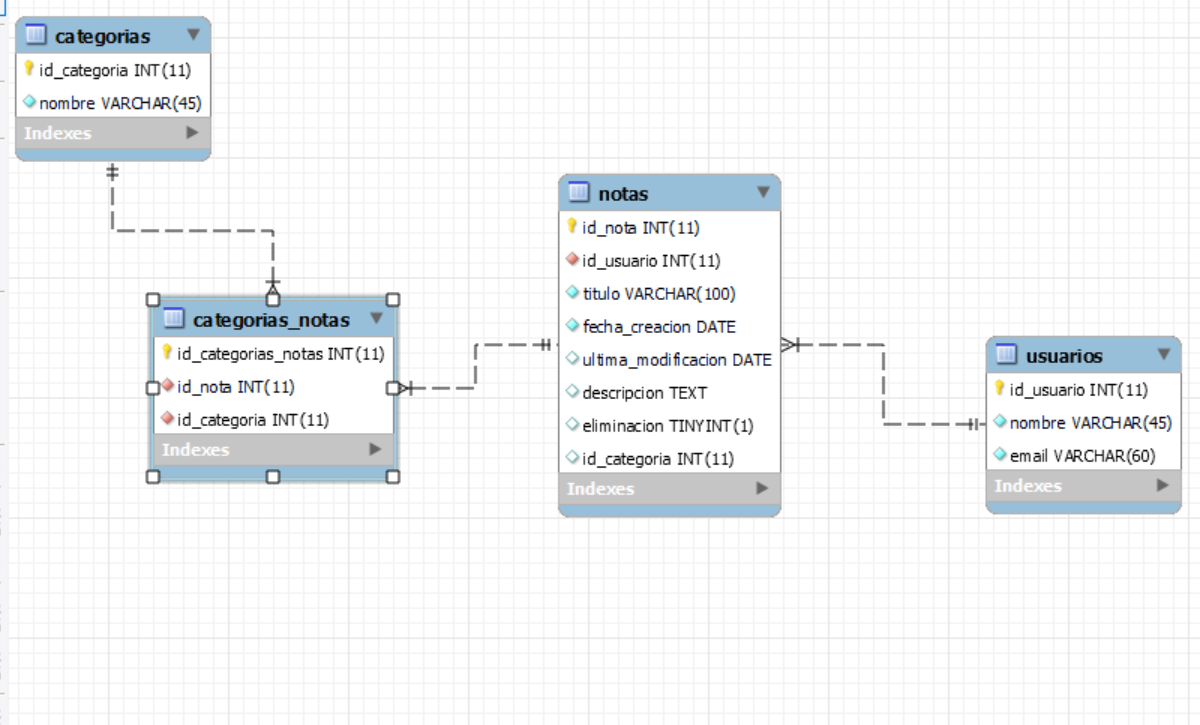 categorias
id_categoria INT(11)
nombre VARCHAR(45)
Indexes
categorias_notas
id_categorias_notas INT(11)
id_nota INT(11)
id_categoria INT(11)
Indexes
notas
id_nota INT(11)
id_usuario INT(11)
titulo VARCHAR(100)
fecha_creacion DATE
ultima_modificacion DATE
descripcion TEXT
eliminacion TINYINT(1)
id_categoria INT(11)
Indexes
usuarios
id_usuario INT(11)
nombre VARCHAR(45)
email VARCHAR(60)
Indexes